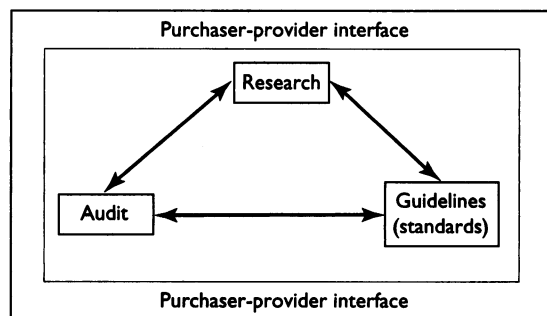 Purchaser-provider interface
Research
Audit
Guidelines
(standards)
Purchaser-provider interface